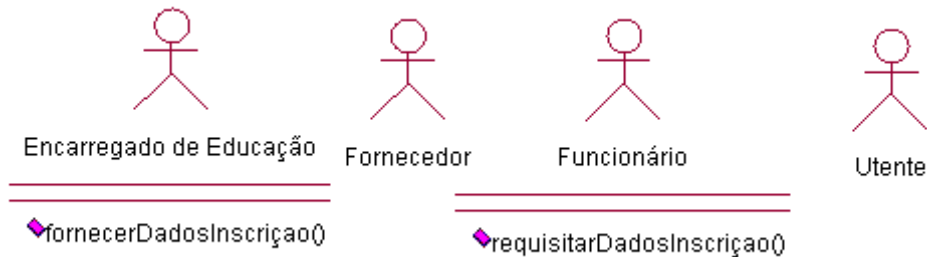 Encarregado de Educação
Fornecedor
Funcionário
Utente
fornecerDadosInscriçao()
requisitarDadosInscriçao()